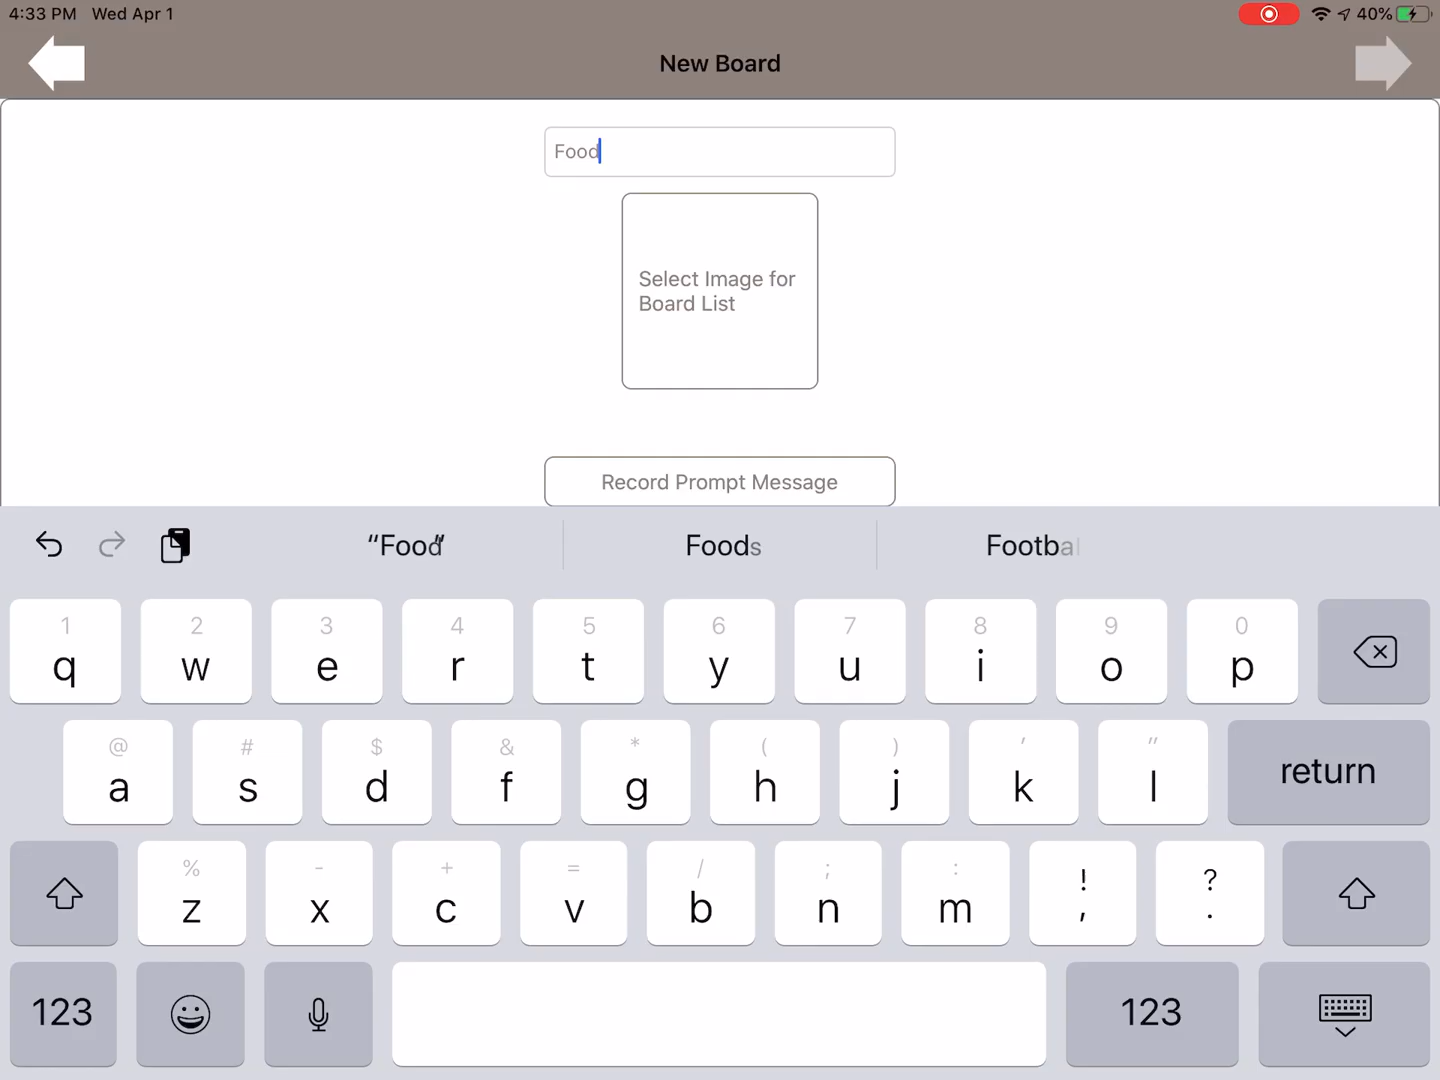 4:33 PM Wed Apr 1
40%
New Board
Food
Select Image for
Board List
Record Prompt Message
“Food” Foods Footbal
1 2 3 4 5 6 7 8 9 0
q w e r t y u i o p
@ # $ & * ( ) ' "
a s d f g h j k l return
% - + = / ; : ! ?
z x c v b n m , .
123 123